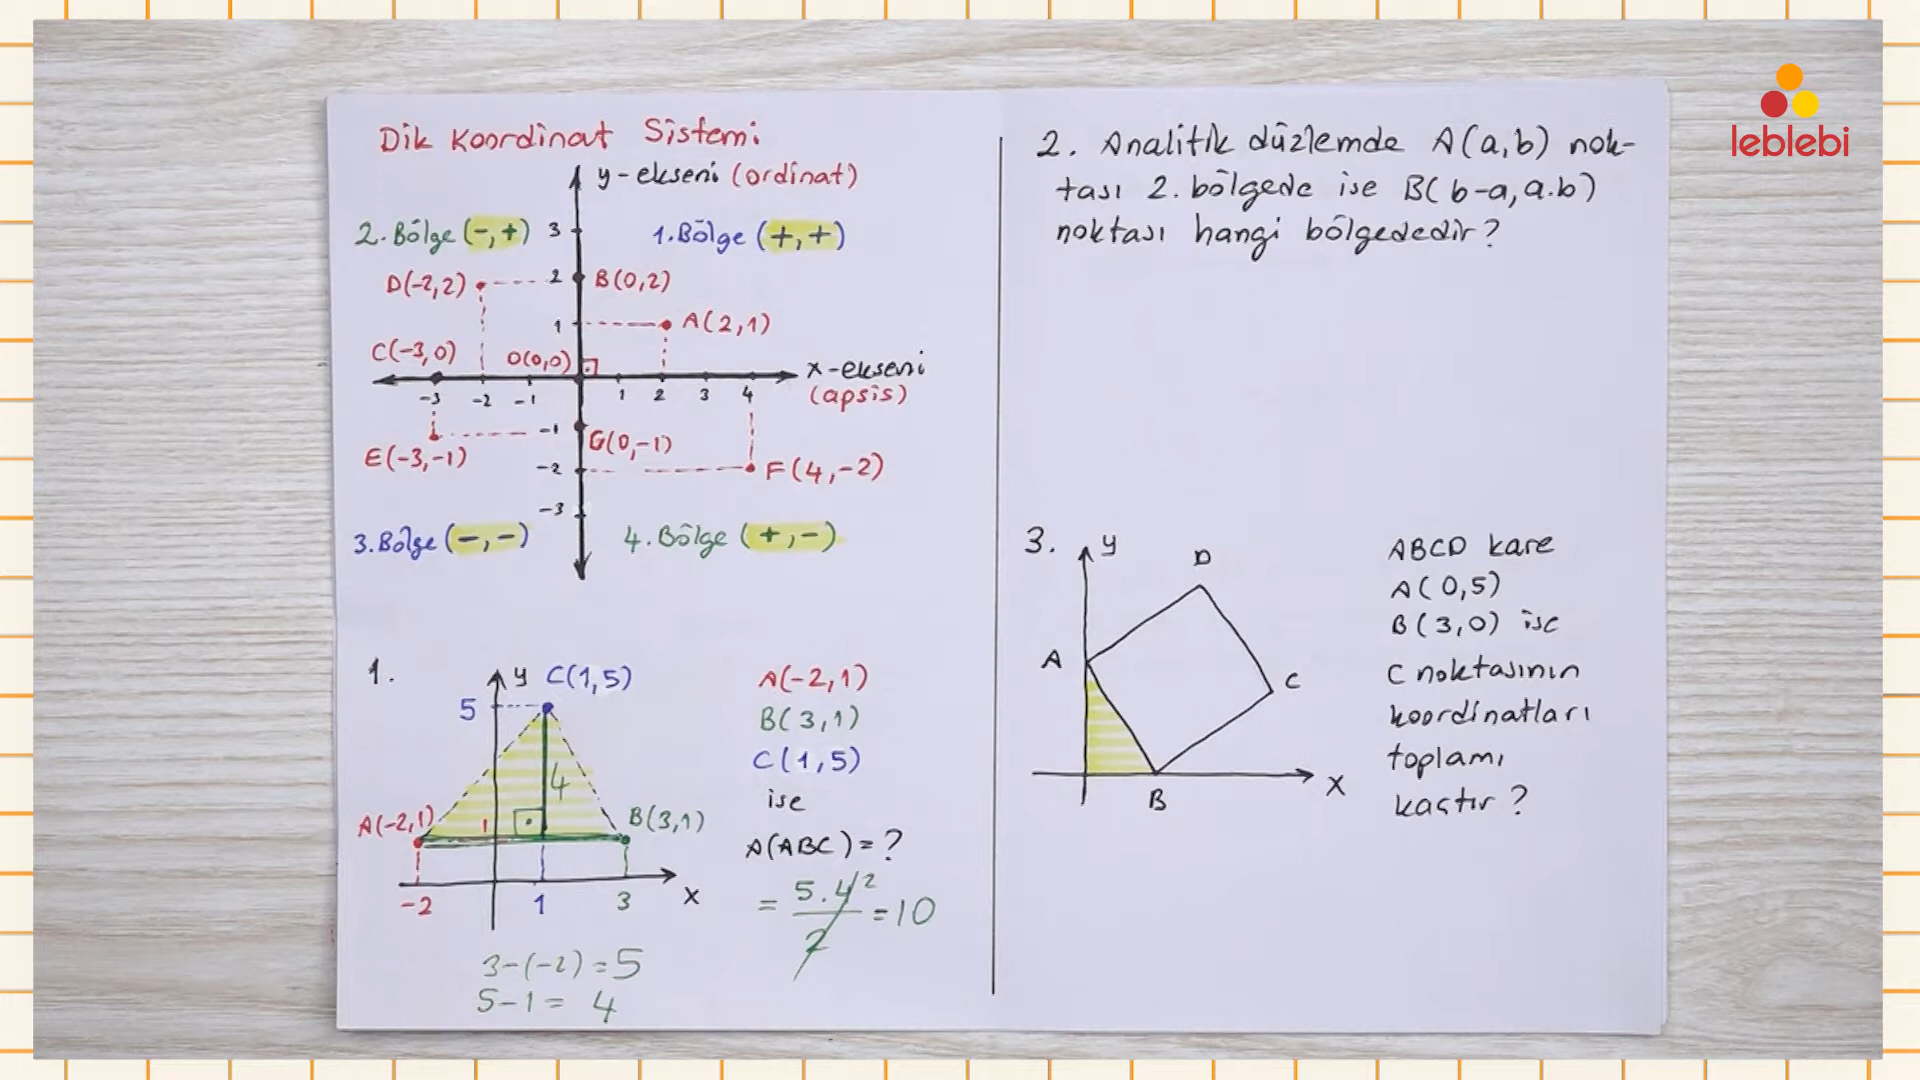 Dik Koordinat Sistemi
y-ekseni (ordinat)
2.Bölge (-,+)
3
1.Bölge (+,+)
D(-2,2)
2
B(0,2)
1
A(2,1)
C(-3,0)
O(0,0)
x-ekseni
(apsis)
-3 -2 -1 1 2 3 4
-1
G(0,-1)
E(-3,-1)
-2
F(4,-2)
-3
3.Bölge (-,-)
4.Bölge (+,-)
1.
y
C(1,5)
5
4
A(-2,1)
1
B(3,1)
-2 1 3
x
3-(-2)=5
5-1= 4
A(-2,1)
B(3,1)
C(1,5)
ise
A(ABC)=?
= 5.4/2 2 =10
2. Analitik düzlemde A(a,b) nok-
tası 2.bölgede ise B(b-a,a.b)
noktası hangi bölgededir?
3.
y
D
A
C
B
x
ABCD kare
A(0,5)
B(3,0) ise
C noktasının
koordinatları
toplamı
kaçtır?
leblebi